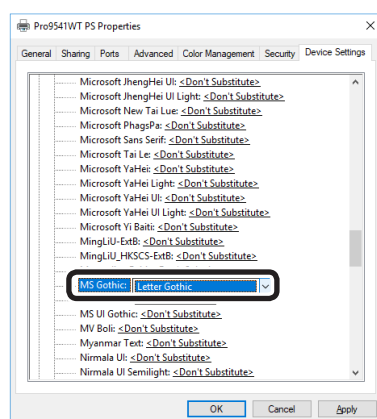 Pro9541WT PS Properties
General Sharing Ports Advanced Color Management Security Device Settings
Microsoft JhengHei UI: <Don't Substitute>
Microsoft JhengHei UI Light: <Don't Substitute>
Microsoft New Tai Lue: <Don't Substitute>
Microsoft PhagsPa: <Don't Substitute>
Microsoft Sans Serif: <Don't Substitute>
Microsoft Tai Le: <Don't Substitute>
Microsoft YaHei: <Don't Substitute>
Microsoft YaHei Light: <Don't Substitute>
Microsoft YaHei UI: <Don't Substitute>
Microsoft YaHei UI Light: <Don't Substitute>
Microsoft Yi Baiti: <Don't Substitute>
MingLiU-ExtB: <Don't Substitute>
MingLiU_HKSCS-ExtB: <Don't Substitute>
MS Gothic: Letter Gothic
MS UI Gothic: <Don't Substitute>
MV Boli: <Don't Substitute>
Myanmar Text: <Don't Substitute>
Nirmala UI: <Don't Substitute>
Nirmala UI Semilight: <Don't Substitute>
OK Cancel Apply